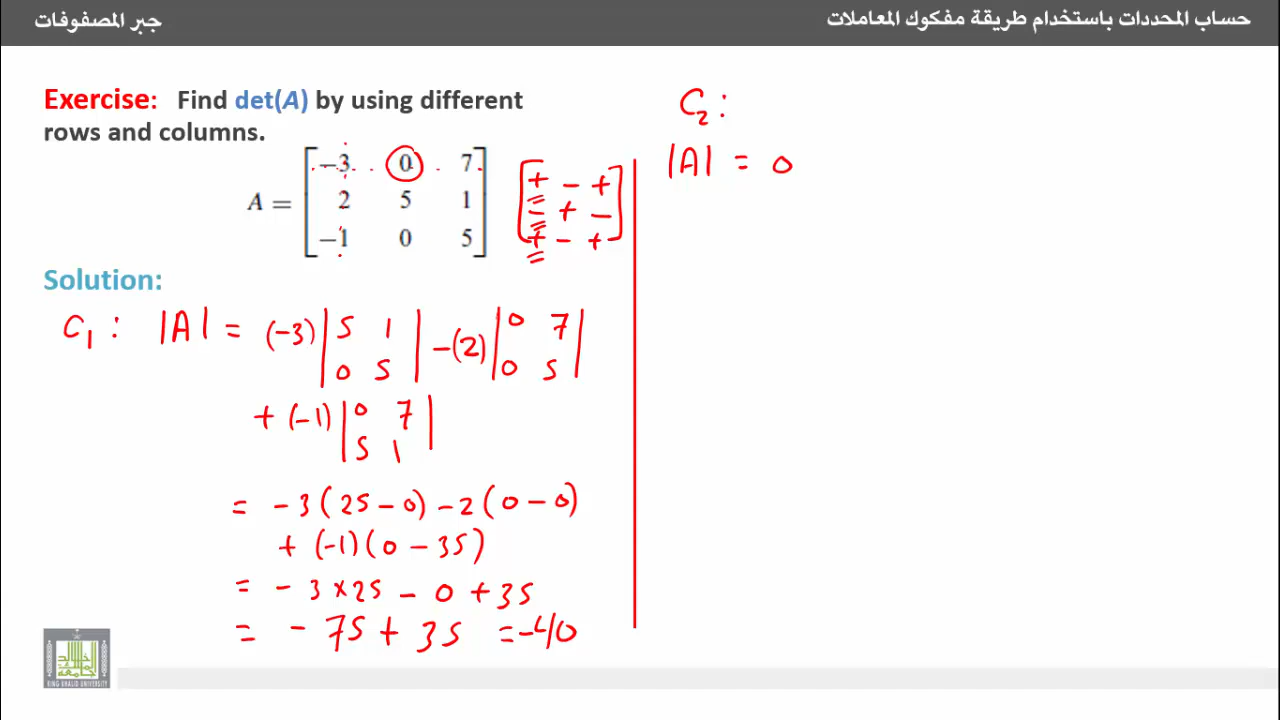 حساب المحددات باستخدام طريقة مفكوك المعاملات
جبر المصفوفات
Exercise: Find det(A) by using different
rows and columns.
A = [ −3 0 7
2 5 1
−1 0 5 ]
[ + − +
− + −
+ − + ]
Solution:
C₁ : |A| = (-3) | 5 1
0 5 | -(2) | 0 7
0 5 |
+ (-1) | 0 7
5 1 |
= -3(25-0) -2(0-0)
+ (-1)(0-35)
= -3×25 - 0 + 35
= -75 + 35 = -40
C₂ :
|A| = 0
KING KHALID UNIVERSITY